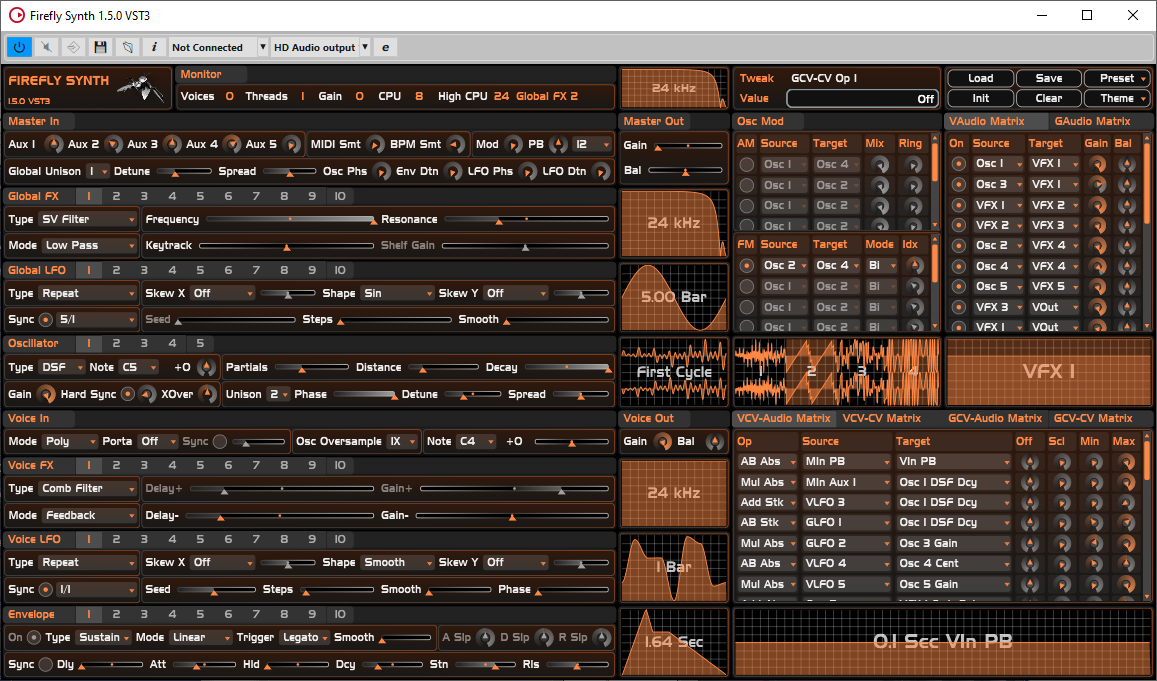 Firefly Synth 1.5.0 VST3
i Not Connected HD Audio output e
FIREFLY SYNTH
1.5.0 VST3
Monitor
Voices 0 Threads 1 Gain 0 CPU 8 High CPU 24 Global FX 2
24 kHz
Tweak GCV-CV Op 1
Value Off
Load Save Preset
Init Clear Theme
Master In
Aux 1 Aux 2 Aux 3 Aux 4 Aux 5 MIDI Smt BPM Smt Mod PB 12
Global Unison 1 Detune Spread Osc Phs Env Dtn LFO Phs LFO Dtn
Master Out
Gain
Bal
Osc Mod
AM Source Target Mix Ring
Osc 1 Osc 4
Osc 1 Osc 2
Osc 1 Osc 2
FM Source Target Mode Idx
Osc 2 Osc 4 Bi
Osc 1 Osc 2 Bi
Osc 1 Osc 2 Bi
Osc 1 Osc 2 Bi
VAudio Matrix GAudio Matrix
On Source Target Gain Bal
Osc 1 VFX 1
Osc 3 VFX 1
VFX 1 VFX 2
VFX 2 VFX 3
Osc 2 VFX 4
Osc 4 VFX 4
Osc 5 VFX 5
VFX 3 VOut
VFX 1 VOut
Global FX 1 2 3 4 5 6 7 8 9 10
Type SV Filter Frequency Resonance
Mode Low Pass Keytrack Shelf Gain
24 kHz
Global LFO 1 2 3 4 5 6 7 8 9 10
Type Repeat Skew X Off Shape Sin Skew Y Off
Sync 5/1 Seed Steps Smooth
5.00 Bar
Oscillator 1 2 3 4 5
Type DSF Note C5 +0 Partials Distance Decay
Gain Hard Sync XOver Unison 2 Phase Detune Spread
First Cycle
1 2 3 4
VFX 1
Voice In
Mode Poly Porta Off Sync Osc Oversample 1X Note C4 +0
Voice Out
Gain Bal
VCV-Audio Matrix VCV-CV Matrix GCV-Audio Matrix GCV-CV Matrix
Op Source Target Off Scl Min Max
AB Abs MIn PB VIn PB
Mul Abs Min Aux 1 Osc 1 DSF Dcy
Add Stk VLFO 3 Osc 1 DSF Dcy
AB Stk GLFO 1 Osc 1 DSF Dcy
Mul Abs GLFO 2 Osc 3 Gain
AB Abs VLFO 4 Osc 4 Cent
Mul Abs VLFO 5 Osc 5 Gain
Voice FX 1 2 3 4 5 6 7 8 9 10
Type Comb Filter Delay+ Gain+
Mode Feedback Delay- Gain-
24 kHz
Voice LFO 1 2 3 4 5 6 7 8 9 10
Type Repeat Skew X Off Shape Smooth Skew Y Off
Sync 1/1 Seed Steps Smooth Phase
1 Bar
Envelope 1 2 3 4 5 6 7 8 9 10
On Type Sustain Mode Linear Trigger Legato Smooth A Slp D Slp R Slp
Sync Dly Att Hld Dcy Stn Rls
1.64 Sec
0.1 Sec VIn PB